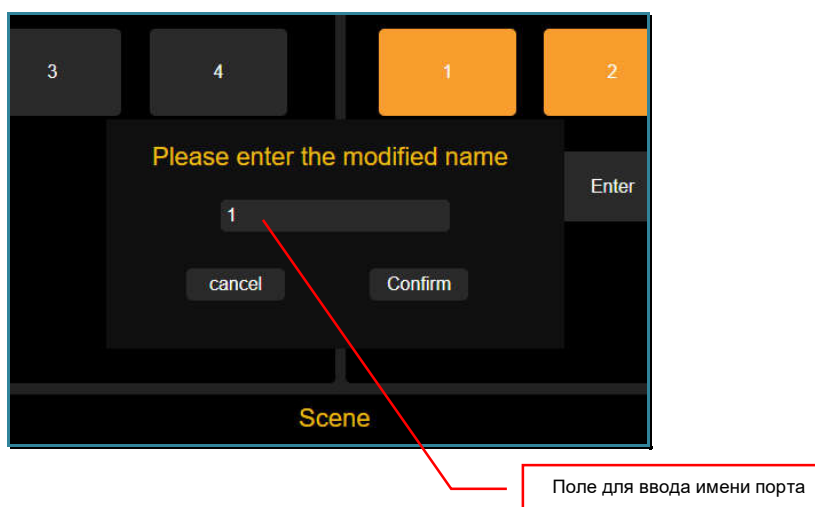 3
4
1
2
Please enter the modified name
Enter
1
cancel
Confirm
Scene
Поле для ввода имени порта